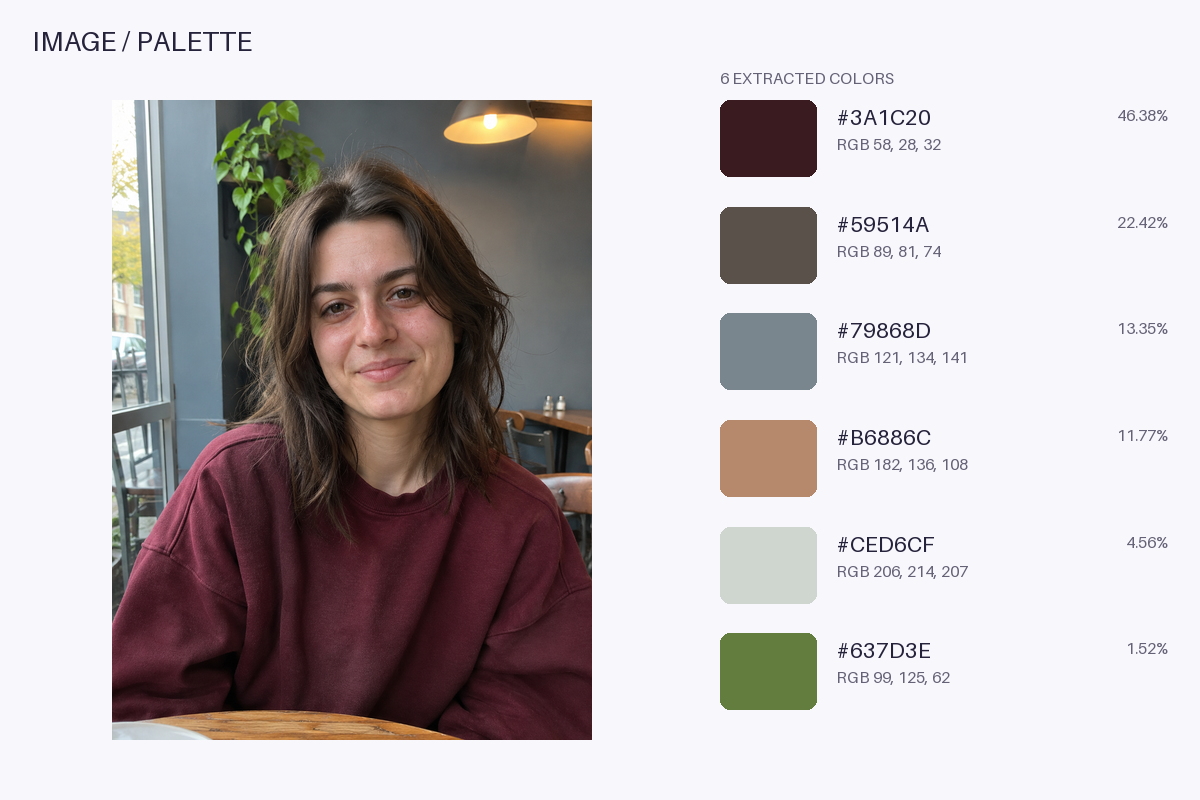 IMAGE / PALETTE
6 EXTRACTED COLORS
#3A1C20
46.38%
RGB 58, 28, 32
#59514A
22.42%
RGB 89, 81, 74
#79868D
13.35%
RGB 121, 134, 141
#B6886C
11.77%
RGB 182, 136, 108
#CED6CF
4.56%
RGB 206, 214, 207
#637D3E
1.52%
RGB 99, 125, 62